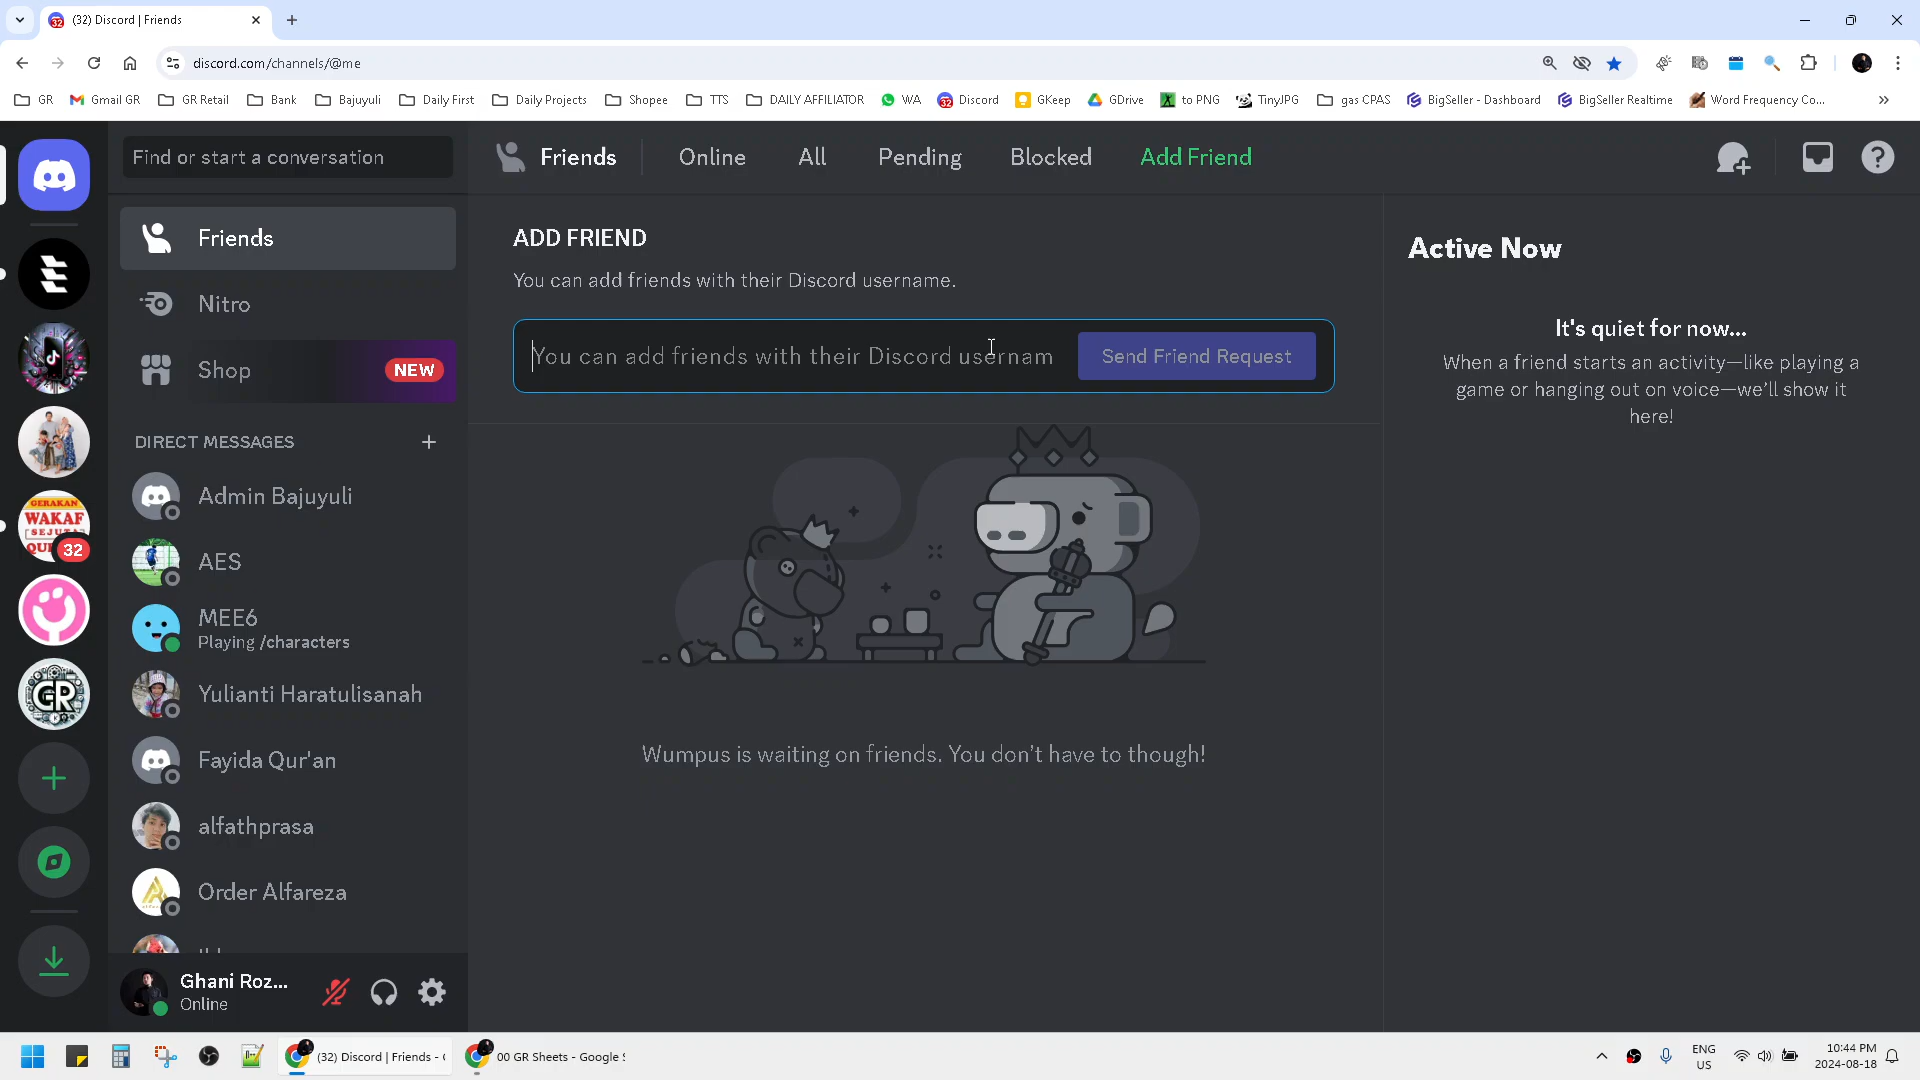 (32) Discord | Friends
discord.com/channels/@me
GR
Gmail GR
GR Retail
Bank
Bajuyuli
Daily First
Daily Projects
Shopee
TTS
DAILY AFFILIATOR
WA
Discord
GKeep
GDrive
to PNG
TinyJPG
gas CPAS
BigSeller - Dashboard
BigSeller Realtime
Word Frequency Co...
Find or start a conversation
Friends
Online
All
Pending
Blocked
Add Friend
Friends
Nitro
Shop
NEW
DIRECT MESSAGES
Admin Bajuyuli
AES
MEE6
Playing /characters
Yulianti Haratulisanah
Fayida Qur'an
alfathprasa
Order Alfareza
Ghani Roz...
Online
GERAKAN
WAKAF
SEJUTA
32
GR
ADD FRIEND
You can add friends with their Discord username.
You can add friends with their Discord usernam
Send Friend Request
Wumpus is waiting on friends. You don't have to though!
Active Now
It's quiet for now...
When a friend starts an activity—like playing a
game or hanging out on voice—we'll show it
here!
(32) Discord | Friends - 
00 GR Sheets - Google S
ENG
US
10:44 PM
2024-08-18